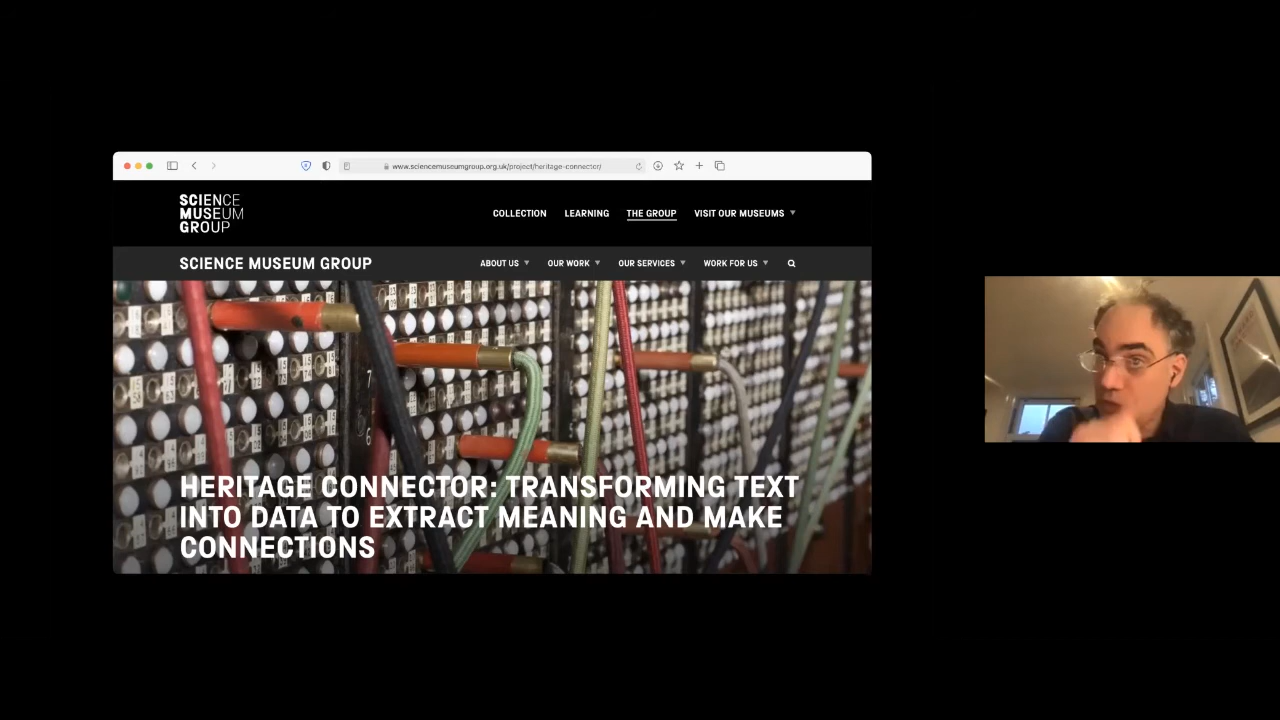 www.sciencemuseumgroup.org.uk/project/heritage-connector/
SCIENCE
MUSEUM
GROUP
COLLECTION LEARNING THE GROUP VISIT OUR MUSEUMS
SCIENCE MUSEUM GROUP
ABOUT US OUR WORK OUR SERVICES WORK FOR US
7
6
HERITAGE CONNECTOR: TRANSFORMING TEXT
INTO DATA TO EXTRACT MEANING AND MAKE
CONNECTIONS